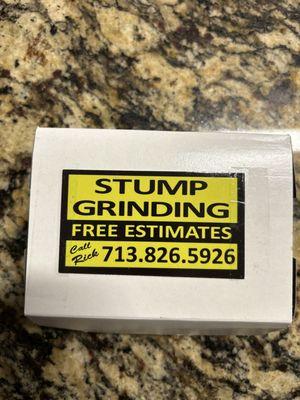 STUMP
GRINDING
FREE ESTIMATES
Call
Rick
713.826.5926